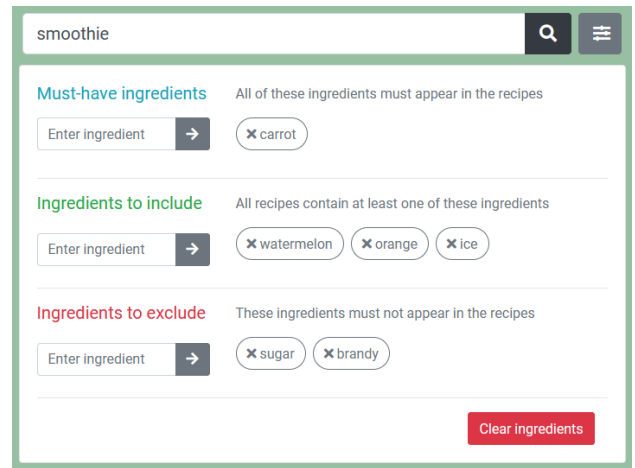 smoothie
Must-have ingredients
All of these ingredients must appear in the recipes
Enter ingredient
carrot
Ingredients to include
All recipes contain at least one of these ingredients
Enter ingredient
watermelon orange ice
Ingredients to exclude
These ingredients must not appear in the recipes
Enter ingredient
sugar brandy
Clear ingredients